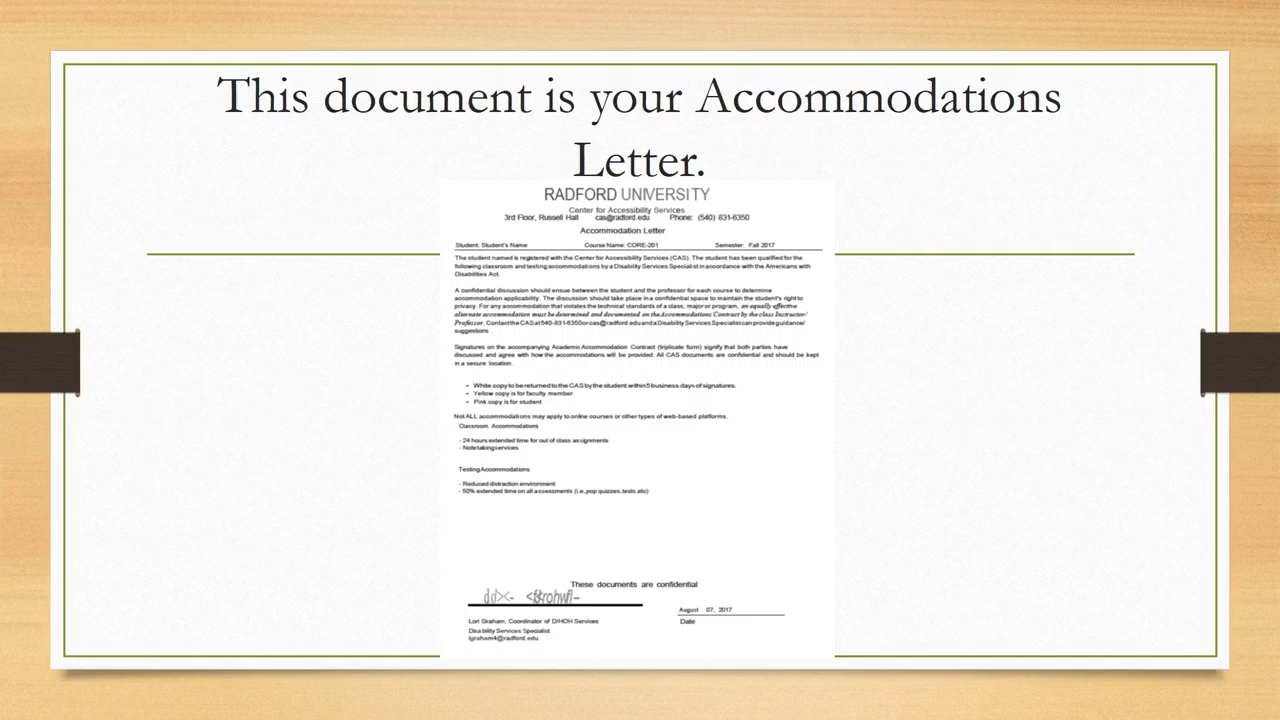 This document is your Accommodations
Letter.
RADFORD UNIVERSITY
Center for Accessibility Services
3rd Floor, Russell Hall cas@radford.edu Phone: (540) 831-6350
Accommodation Letter
Student: Student's Name Course Name: CORE-201 Semester: Fall 2017
The student named is registered with the Center for Accessibility Services (CAS). The student has been qualified for the
following classroom and testing accommodations by a Disability Services Specialist in accordance with the Americans with
Disabilities Act.
A confidential discussion should ensue between the student and the professor for each course to determine
accommodation applicability. The discussion should take place in a confidential space to maintain the student's right to
privacy. For any accommodation that violates the technical standards of a class, major or program, an equally effective
alternate accommodation must be determined and documented on the Accommodations Contract by the class Instructor/
Professor. Contact the CAS at 540-831-6350 or cas@radford.edu and a Disability Services Specialist can provide guidance/
suggestions.
Signatures on the accompanying Academic Accommodation Contract (triplicate form) signify that both parties have
discussed and agree with how the accommodations will be provided. All CAS documents are confidential and should be kept
in a secure location.
• White copy to be returned to the CAS by the student within 5 business days of signatures.
• Yellow copy is for faculty member
• Pink copy is for student
Not ALL accommodations may apply to online courses or other types of web-based platforms.
Classroom Accommodations
- 24 hours extended time for out of class assignments
- Notetaking services
Testing Accommodations
- Reduced distraction environment
- 50% extended time on all assessments (i.e.,pop quizzes,tests,etc)
These documents are confidential
August 07, 2017
Lori Graham, Coordinator of D/HOH Services Date
Disability Services Specialist
lgraham4@radford.edu